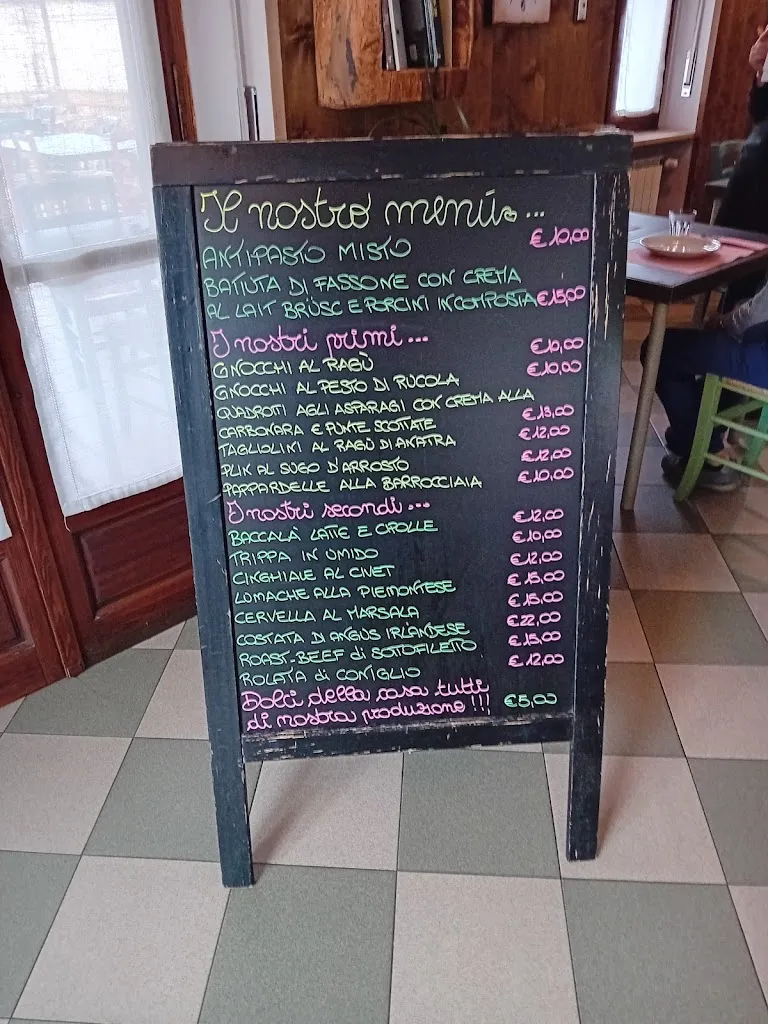 Il nostro menú...
ANTIPASTO MISTO €10,00
BATTUTA DI FASSONE CON CREMA
AL LAIT BRÜSC E PORCINI IN COMPOSTA €15,00
I nostri primi...
GNOCCHI AL RAGÙ €10,00
GNOCCHI AL PESTO DI RUCOLA €10,00
QUADROTI AGLI ASPARAGI CON CREMA ALLA
CARBONARA E PUNTE SCOTTATE €13,00
TAGLIOLINI AL RAGÙ DI ANATRA €12,00
PLIN AL SUGO D'ARROSTO €12,00
PAPPARDELLE ALLA BARROCCIAIA €10,00
I nostri secondi...
BACCALÀ LATTE E CIPOLLE €12,00
TRIPPA IN UMIDO €10,00
CINGHIALE AL CIVET €12,00
LUMACHE ALLA PIEMONTESE €15,00
CERVELLA AL MARSALA €15,00
COSTATA DI ANGUS IRLANDESE €22,00
ROAST-BEEF di SOTTOFILETTO €15,00
ROLATA di CONIGLIO €12,00
Dolci della casa tutti
di nostra produzione!!! €5,00